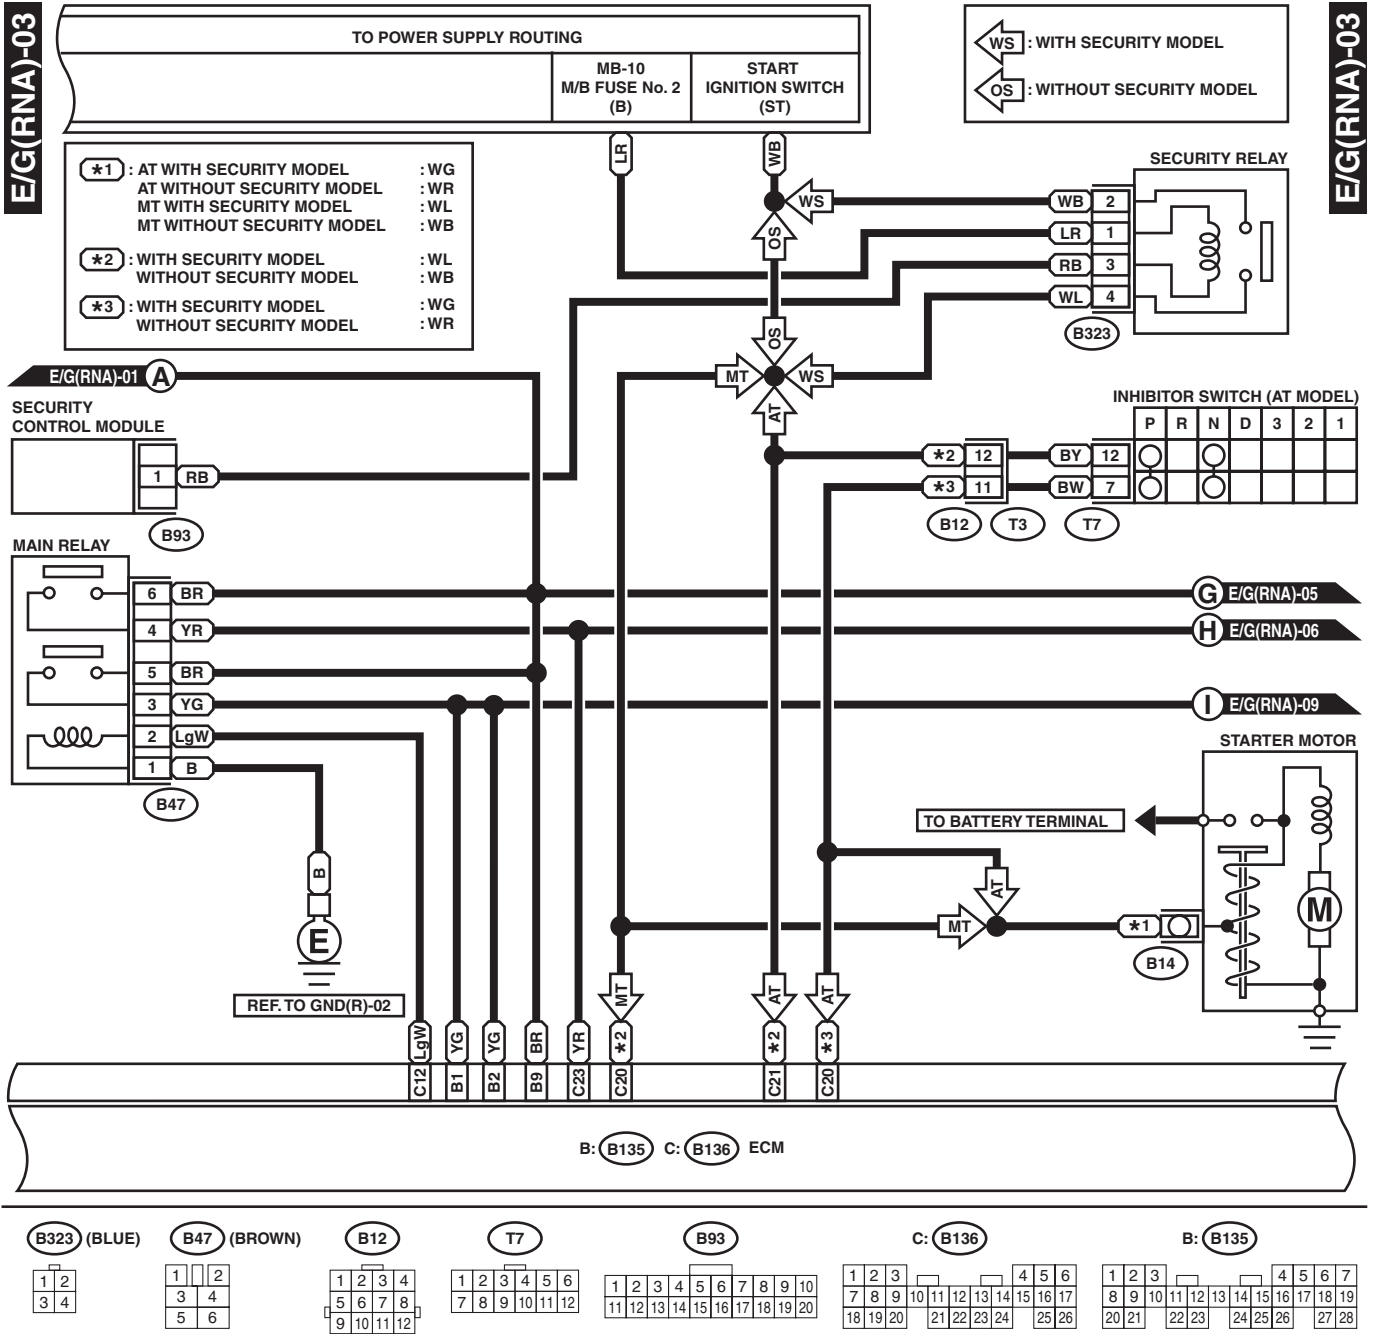 E/G(RNA)-03
TO POWER SUPPLY ROUTING
MB-10
M/B FUSE No. 2
(B)
START
IGNITION SWITCH
(ST)
WS : WITH SECURITY MODEL
OS : WITHOUT SECURITY MODEL
E/G(RNA)-03
LR
WB
*1 : AT WITH SECURITY MODEL : WG
AT WITHOUT SECURITY MODEL : WR
MT WITH SECURITY MODEL : WL
MT WITHOUT SECURITY MODEL : WB
*2 : WITH SECURITY MODEL : WL
WITHOUT SECURITY MODEL : WB
*3 : WITH SECURITY MODEL : WG
WITHOUT SECURITY MODEL : WR
SECURITY RELAY
WS
WB 2
OS
LR 1
RB 3
WL 4
B323
OS
MT
WS
AT
E/G(RNA)-01 A
SECURITY
CONTROL MODULE
1 RB
B93
INHIBITOR SWITCH (AT MODEL)
P R N D 3 2 1
*2 12 BY 12
*3 11 BW 7
B12 T3 T7
MAIN RELAY
6 BR
G E/G(RNA)-05
4 YR
H E/G(RNA)-06
5 BR
3 YG
I E/G(RNA)-09
2 LgW
1 B
B47
STARTER MOTOR
TO BATTERY TERMINAL
B
E
REF. TO GND(R)-02
AT
MT
*1
B14
M
MT
AT
AT
LgW YG YG BR YR *2 *2 *3
C12 B1 B2 B9 C23 C20 C21 C20
B: B135 C: B136 ECM
B323 (BLUE)
1 2
3 4
B47 (BROWN)
1 2
3 4
5 6
B12
1 2 3 4
5 6 7 8
9 10 11 12
T7
1 2 3 4 5 6
7 8 9 10 11 12
B93
1 2 3 4 5 6 7 8 9 10
11 12 13 14 15 16 17 18 19 20
C: B136
1 2 3 4 5 6
7 8 9 10 11 12 13 14 15 16 17
18 19 20 21 22 23 24 25 26
B: B135
1 2 3 4 5 6 7
8 9 10 11 12 13 14 15 16 17 18 19
20 21 22 23 24 25 26 27 28